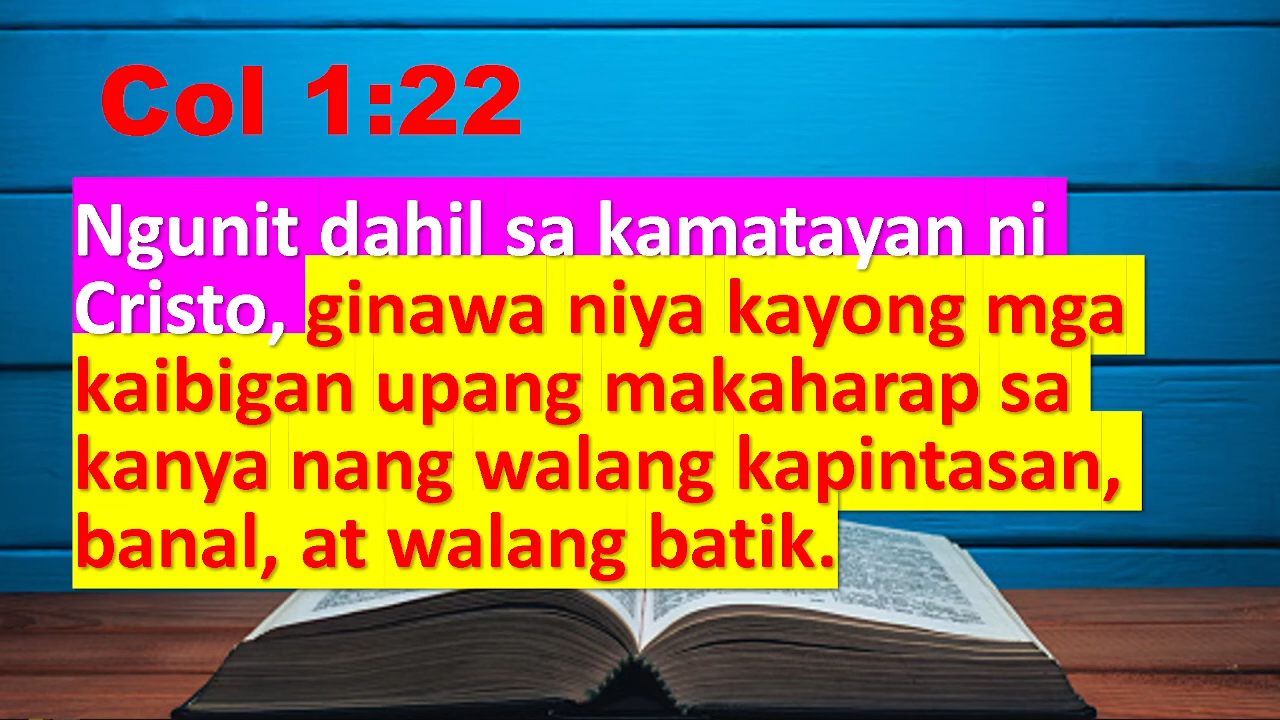 Col 1:22
Ngunit dahil sa kamatayan ni
Cristo, ginawa niya kayong mga
kaibigan upang makaharap sa
kanya nang walang kapintasan,
banal, at walang batik.